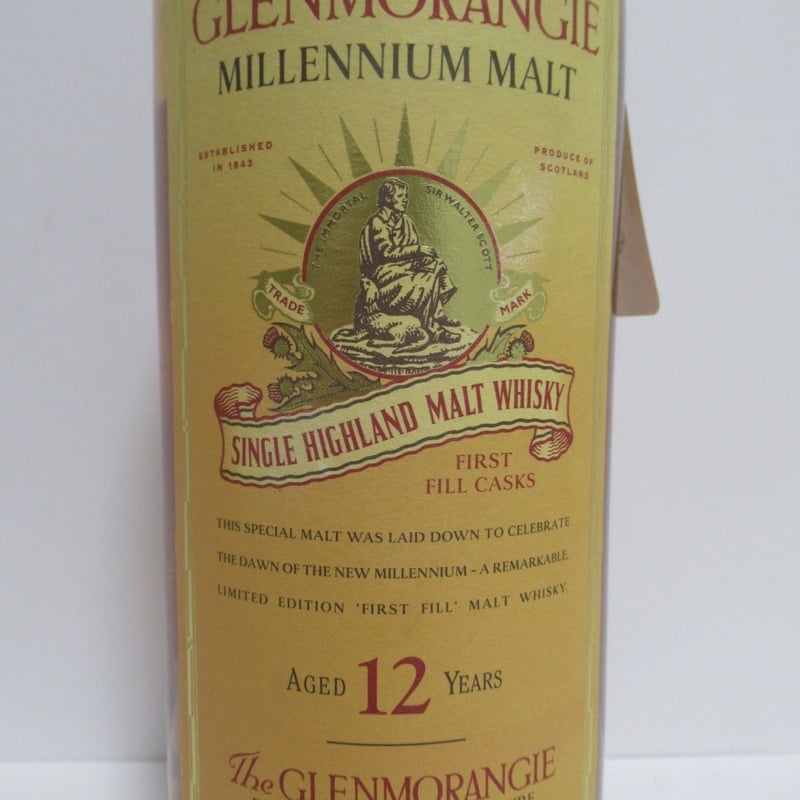 GLENMORANGIE
MILLENNIUM MALT
ESTABLISHED
IN 1843
PRODUCE OF
SCOTLAND
THE IMMORTAL
SIR WALTER SCOTT
TRADE
MARK
SINGLE HIGHLAND MALT WHISKY
FIRST
FILL CASKS
THIS SPECIAL MALT WAS LAID DOWN TO CELEBRATE
THE DAWN OF THE NEW MILLENNIUM - A REMARKABLE,
LIMITED EDITION 'FIRST FILL' MALT WHISKY.
AGED 12 YEARS
The GLENMORANGIE